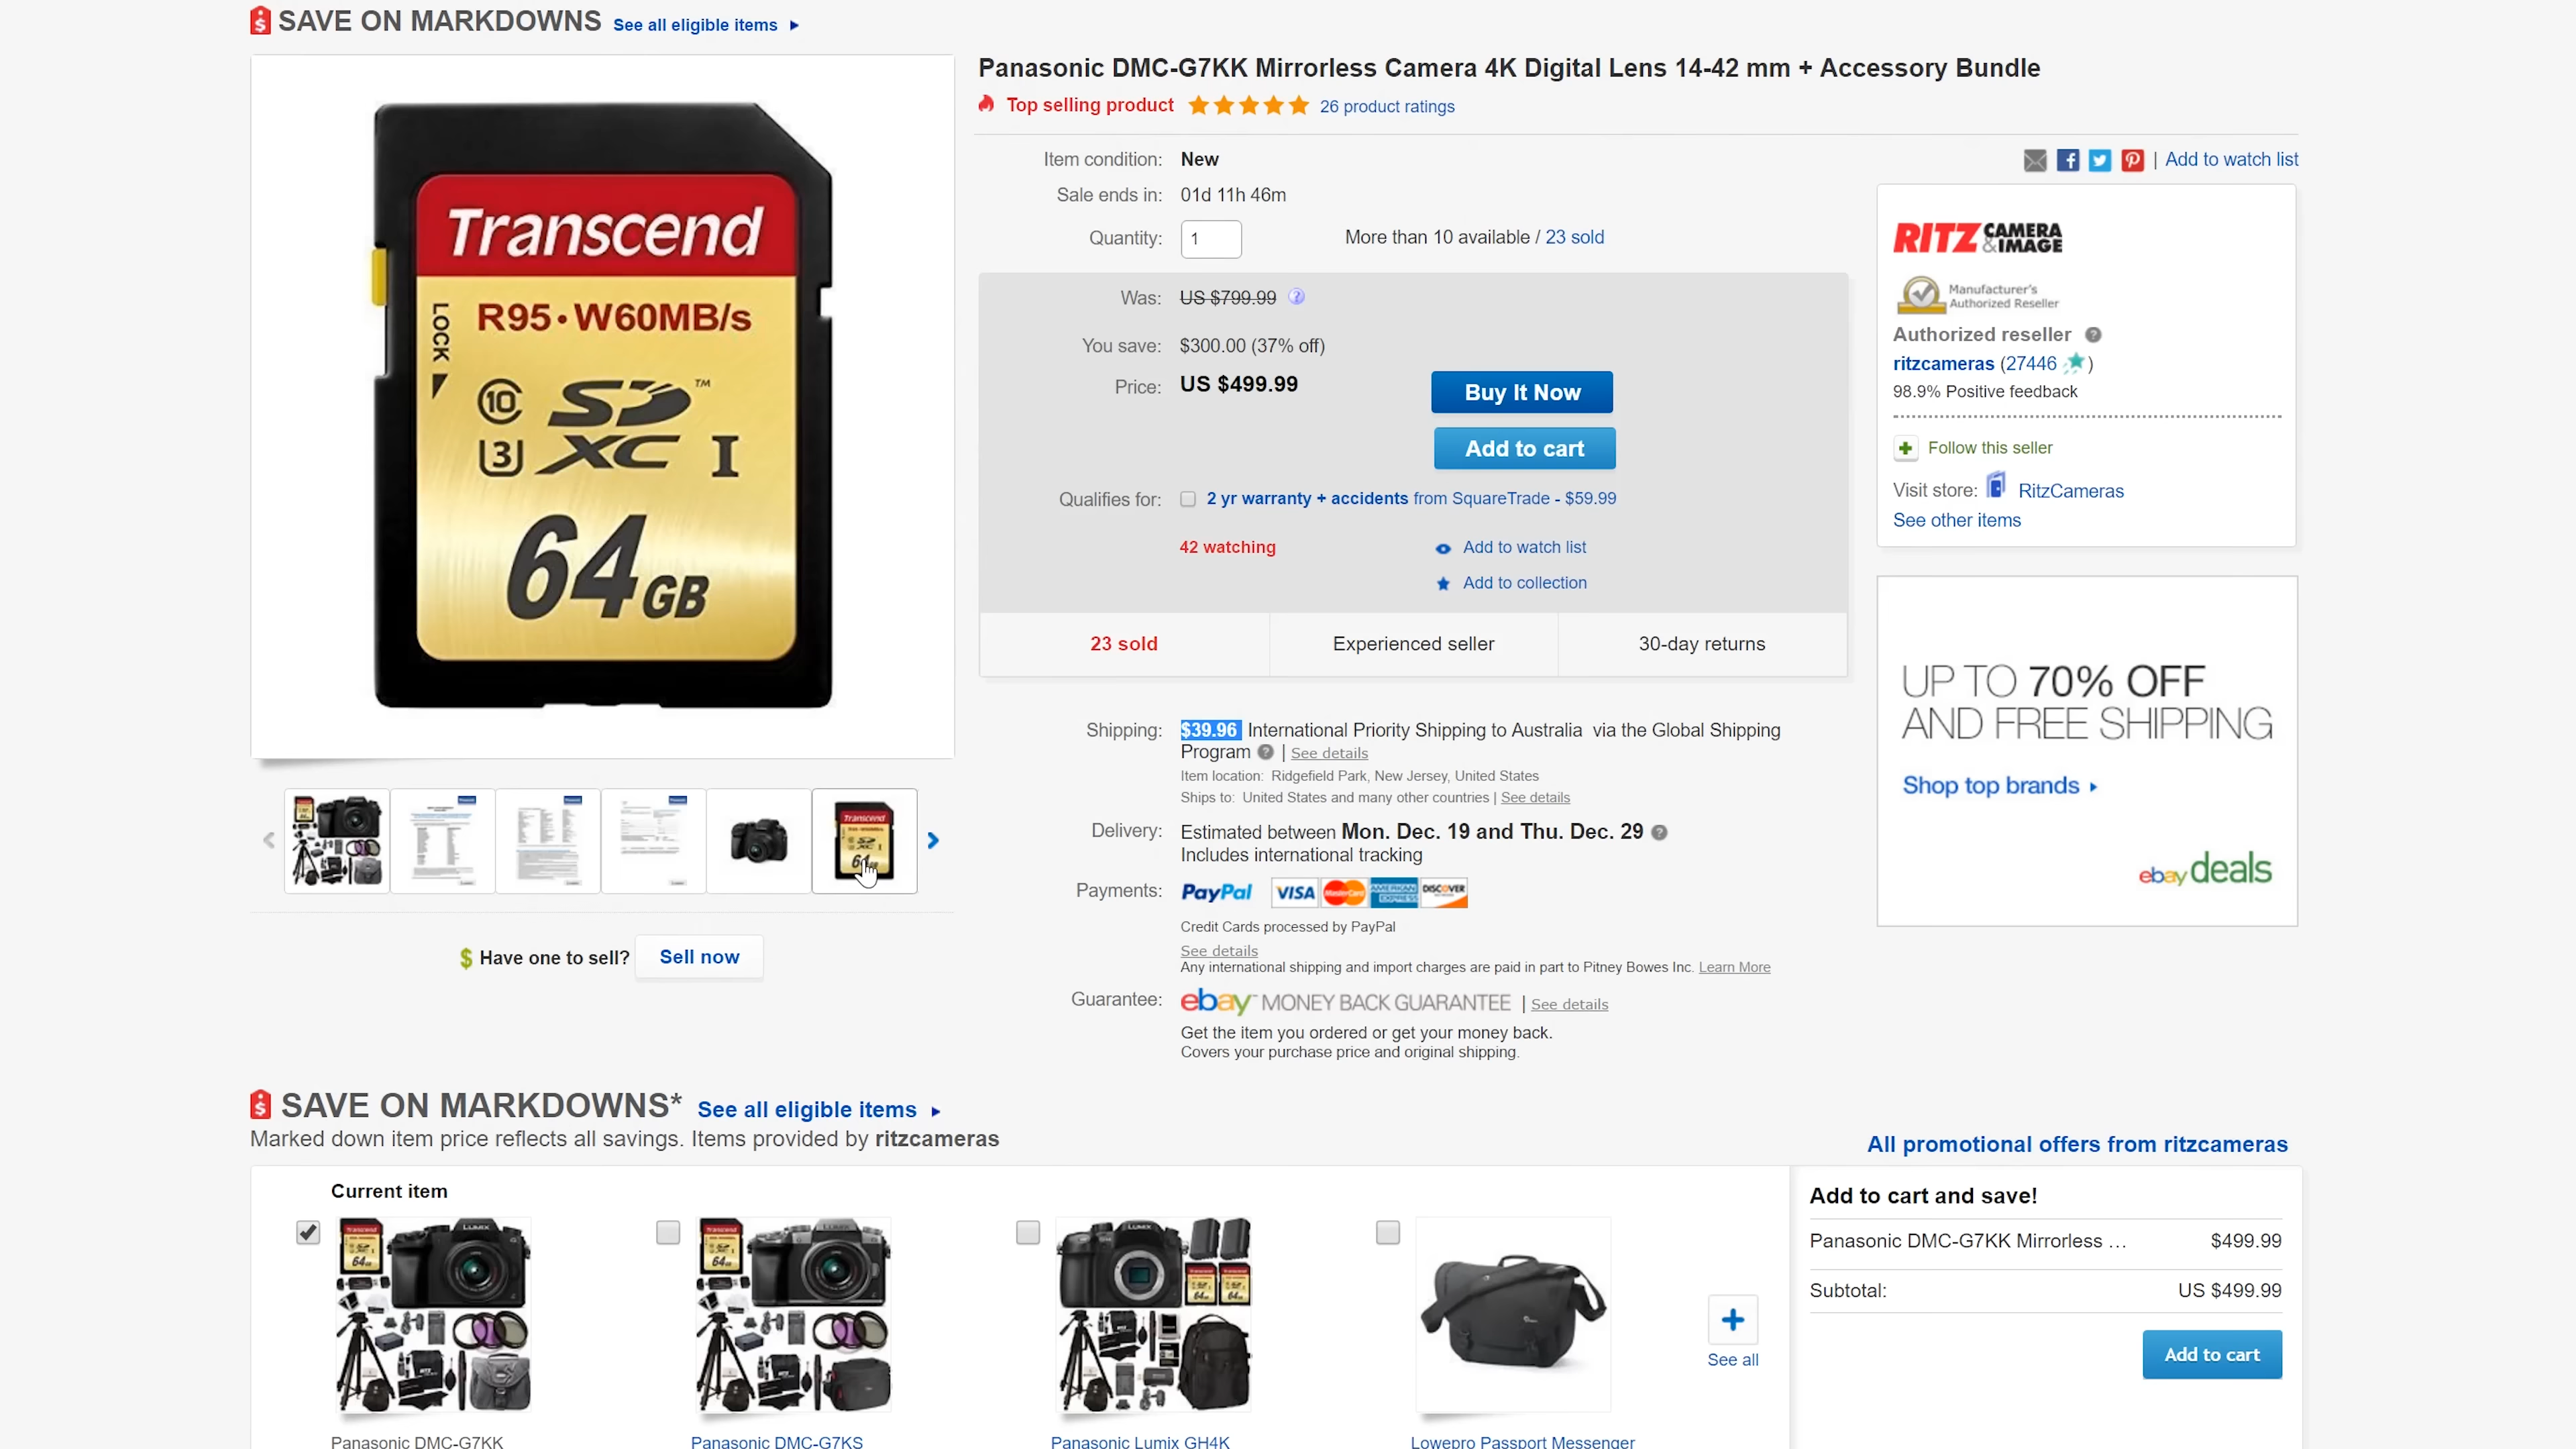 SAVE ON MARKDOWNS See all eligible items
Transcend
R95•W60MB/s
LOCK
10 SD™
3 XC I
64GB
Have one to sell? Sell now
Panasonic DMC-G7KK Mirrorless Camera 4K Digital Lens 14-42 mm + Accessory Bundle
Top selling product 26 product ratings
Item condition: New
Sale ends in: 01d 11h 46m
Quantity: 1 More than 10 available / 23 sold
Was: US $799.99
You save: $300.00 (37% off)
Price: US $499.99
Buy It Now
Add to cart
Qualifies for: 2 yr warranty + accidents from SquareTrade - $59.99
42 watching
Add to watch list
Add to collection
23 sold Experienced seller 30-day returns
Shipping: $39.96 International Priority Shipping to Australia via the Global Shipping
Program | See details
Item location: Ridgefield Park, New Jersey, United States
Ships to: United States and many other countries | See details
Delivery: Estimated between Mon. Dec. 19 and Thu. Dec. 29
Includes international tracking
Payments: PayPal VISA MasterCard AMERICAN EXPRESS DISCOVER
Credit Cards processed by PayPal
See details
Any international shipping and import charges are paid in part to Pitney Bowes Inc. Learn More
Guarantee: ebay™ MONEY BACK GUARANTEE | See details
Get the item you ordered or get your money back.
Covers your purchase price and original shipping.
| Add to watch list
RITZ CAMERA & IMAGE
Manufacturer's
Authorized Reseller
Authorized reseller
ritzcameras (27446)
98.9% Positive feedback
Follow this seller
Visit store: RitzCameras
See other items
UP TO 70% OFF
AND FREE SHIPPING
Shop top brands
ebay deals
SAVE ON MARKDOWNS* See all eligible items
Marked down item price reflects all savings. Items provided by ritzcameras
All promotional offers from ritzcameras
Current item
See all
Panasonic DMC-G7KK
Panasonic DMC-G7KS
Panasonic Lumix GH4K
Lowepro Passport Messenger
Add to cart and save!
Panasonic DMC-G7KK Mirrorless ... $499.99
Subtotal: US $499.99
Add to cart